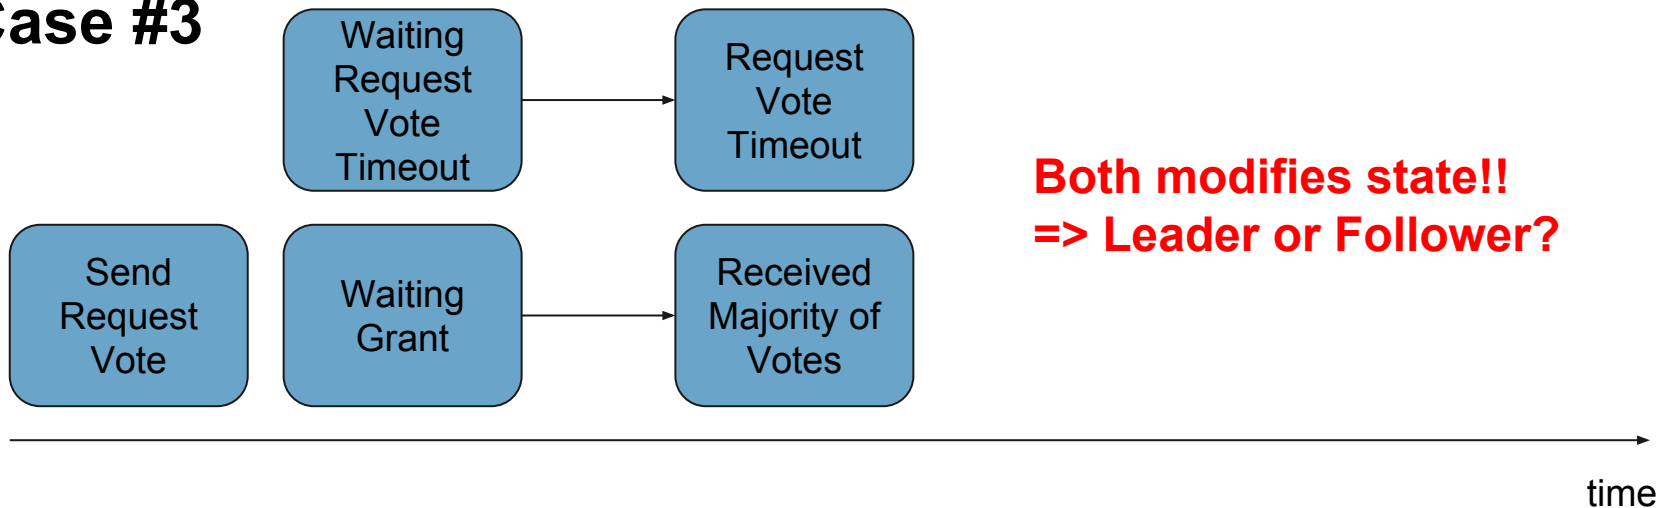 Case #3
Waiting
Request
Vote
Timeout
Request
Vote
Timeout
Both modifies state!!
=> Leader or Follower?
Send
Request
Vote
Waiting
Grant
Received
Majority of
Votes
time